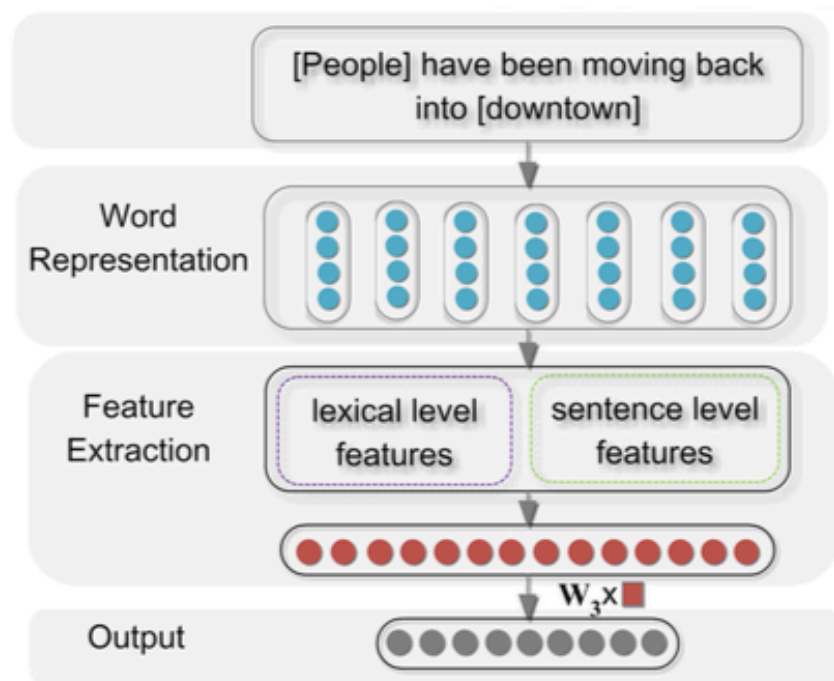 [People] have been moving back
into [downtown]
Word
Representation
Feature
Extraction
lexical level
features
sentence level
features
W₃x
Output